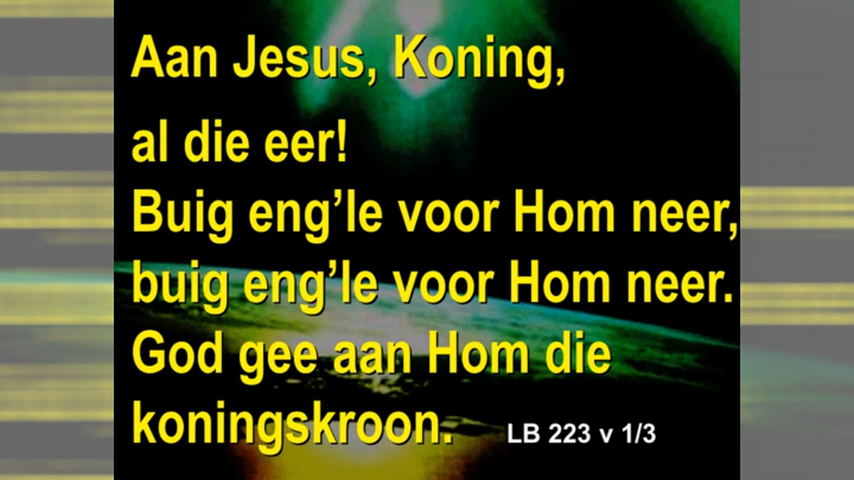 Aan Jesus, Koning,
al die eer!
Buig eng’le voor Hom neer,
buig eng’le voor Hom neer.
God gee aan Hom die
koningskroon. LB 223 v 1/3